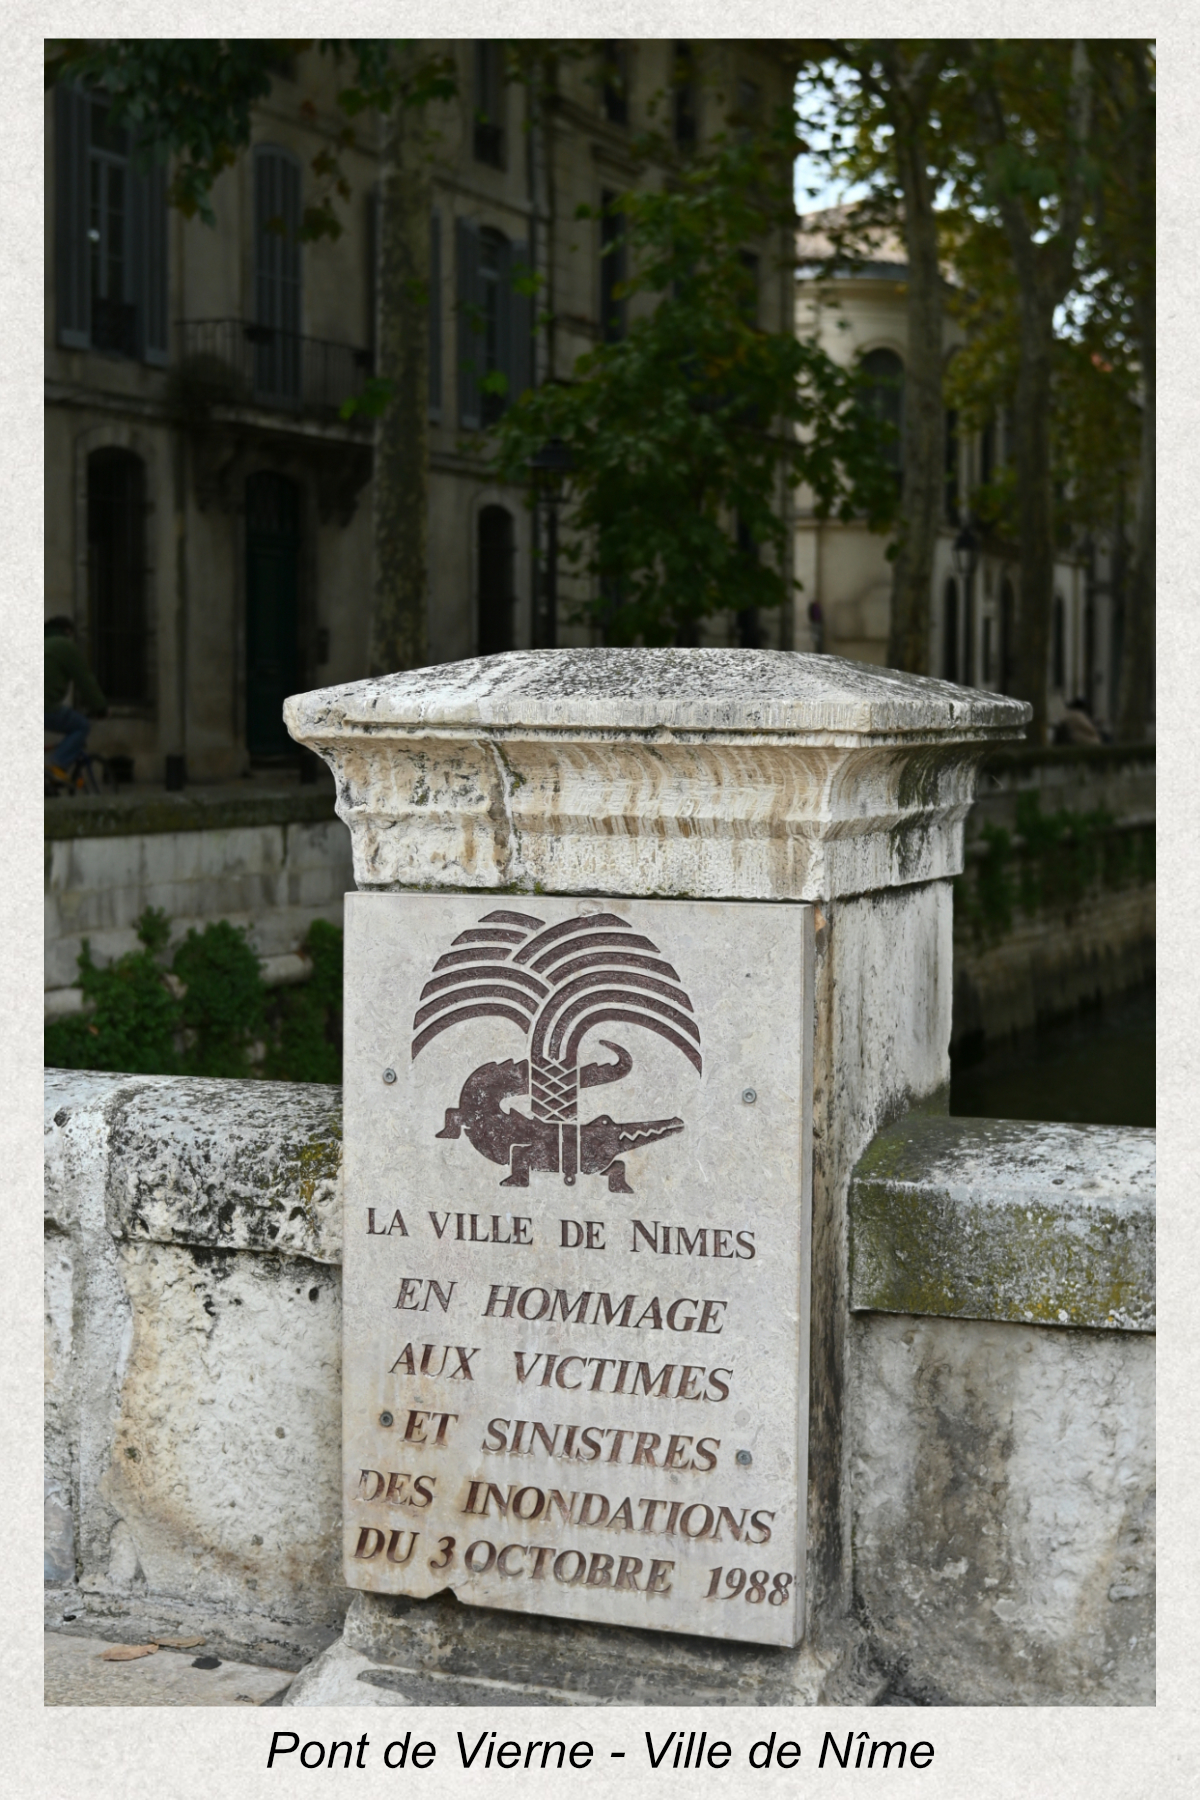 LA VILLE DE NIMES
EN HOMMAGE
AUX VICTIMES
ET SINISTRES
DES INONDATIONS
DU 3 OCTOBRE 1988
Pont de Vierne - Ville de Nîme